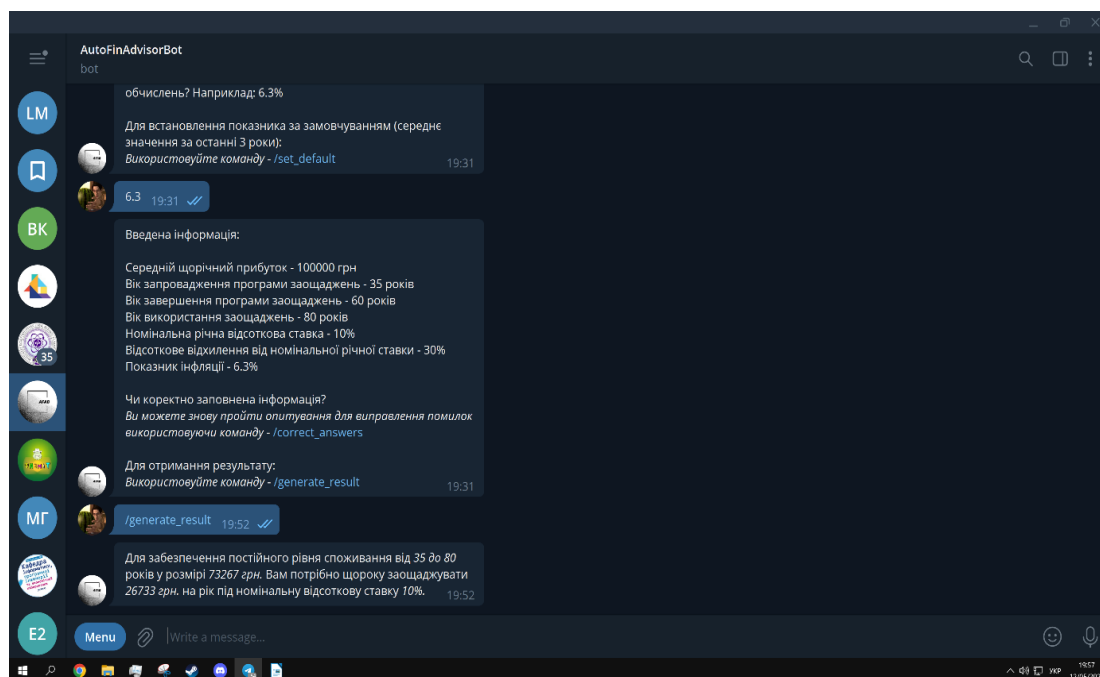 AutoFinAdvisorBot
bot
обчислень? Наприклад: 6.3%
Для встановлення показника за замовчуванням (середнє
значення за останні 3 роки):
Використовуйте команду - /set_default
19:31
6.3 19:31
Введена інформація:
Середній щорічний прибуток - 100000 грн
Вік запровадження програми заощаджень - 35 років
Вік завершення програми заощаджень - 60 років
Вік використання заощаджень - 80 років
Номінальна річна відсоткова ставка - 10%
Відсоткове відхилення від номінальної річної ставки - 30%
Показник інфляції - 6.3%
Чи коректно заповнена інформація?
Ви можете знову пройти опитування для виправлення помилок
використовуючи команду - /correct_answers
Для отримання результату:
Використовуйте команду - /generate_result
19:31
/generate_result 19:52
Для забезпечення постійного рівня споживання від 35 до 80
років у розмірі 73267 грн. Вам потрібно щороку заощаджувати
26733 грн. на рік під номінальну відсоткову ставку 10%.
19:52
LM
ВК
35
МГ
Е2
Menu
Write a message...
УКР
19:57